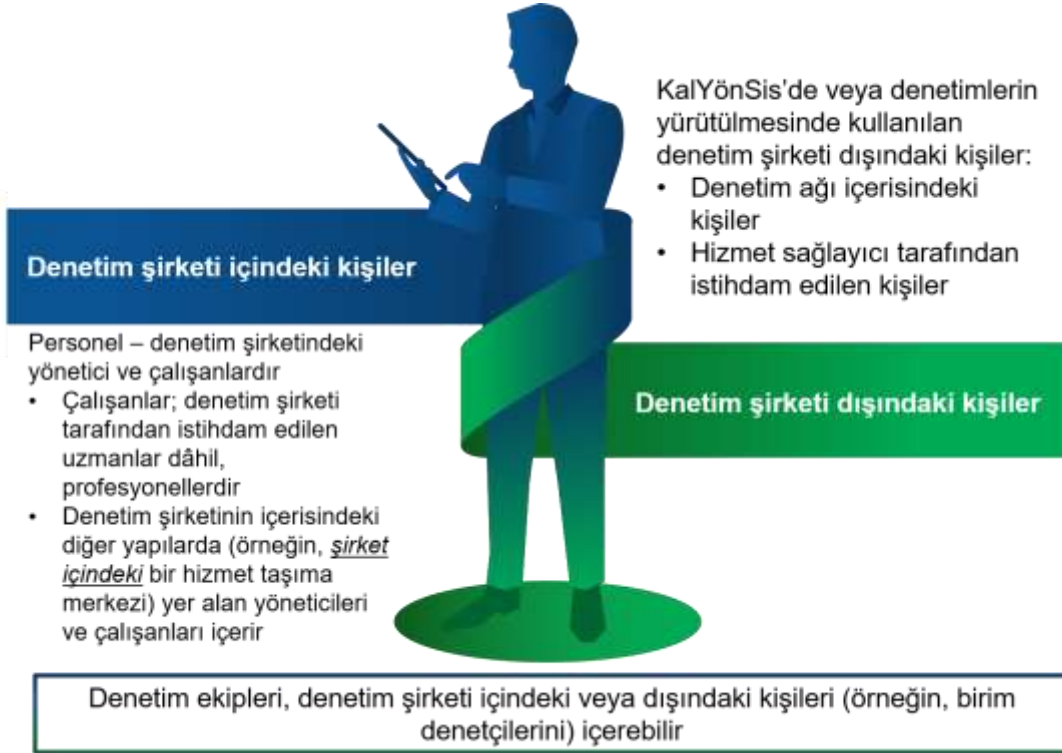 KalYönSis’de veya denetimlerin
yürütülmesinde kullanılan
denetim şirketi dışındaki kişiler:
• Denetim ağı içerisindeki
kişiler
• Hizmet sağlayıcı tarafından
istihdam edilen kişiler
Denetim şirketi içindeki kişiler
Personel – denetim şirketindeki
yönetici ve çalışanlardır
• Çalışanlar; denetim şirketi
tarafından istihdam edilen
uzmanlar dâhil,
profesyonellerdir
• Denetim şirketinin içerisindeki
diğer yapılarda (örneğin, şirket
içindeki bir hizmet taşıma
merkezi) yer alan yöneticileri
ve çalışanları içerir
Denetim şirketi dışındaki kişiler
Denetim ekipleri, denetim şirketi içindeki veya dışındaki kişileri (örneğin, birim
denetçilerini) içerebilir